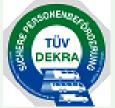 SICHERE PERSONENBEFÖRDERUNG
TÜV
DEKRA